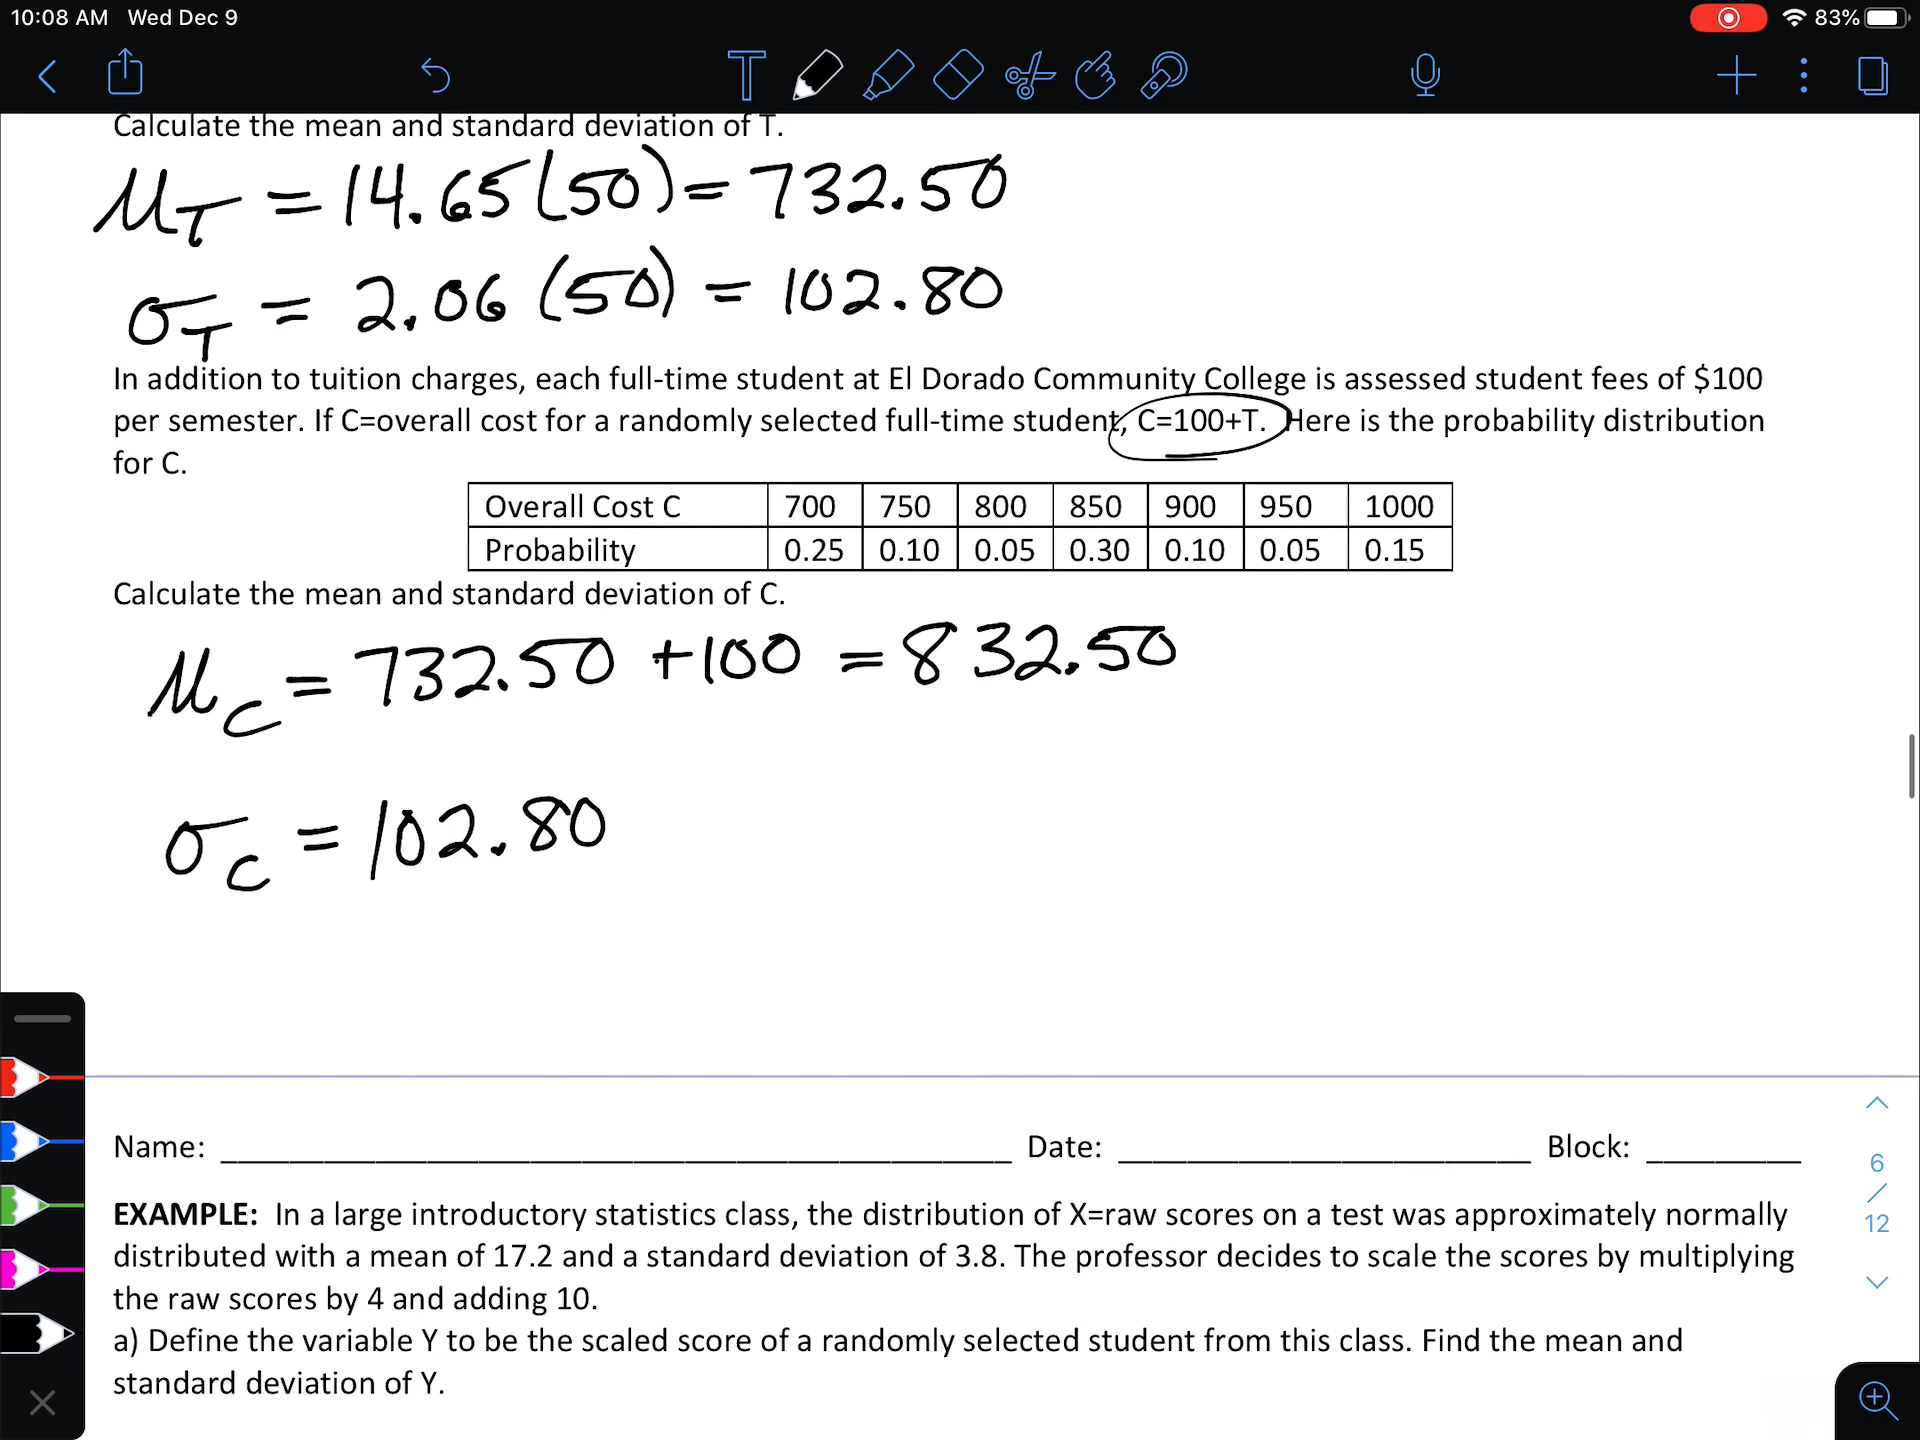 10:08 AM Wed Dec 9
83%
Calculate the mean and standard deviation of T.
μ_T = 14.65(50) = 732.50
σ_T = 2.06 (50) = 102.80
In addition to tuition charges, each full-time student at El Dorado Community College is assessed student fees of $100
per semester. If C=overall cost for a randomly selected full-time student, C=100+T. Here is the probability distribution
for C.
Overall Cost C 700 750 800 850 900 950 1000
Probability 0.25 0.10 0.05 0.30 0.10 0.05 0.15
Calculate the mean and standard deviation of C.
μ_C = 732.50 +100 = 832.50
σ_C = 102.80
Name: ____ Date: ____ Block: ____
EXAMPLE: In a large introductory statistics class, the distribution of X=raw scores on a test was approximately normally
distributed with a mean of 17.2 and a standard deviation of 3.8. The professor decides to scale the scores by multiplying
the raw scores by 4 and adding 10.
a) Define the variable Y to be the scaled score of a randomly selected student from this class. Find the mean and
standard deviation of Y.
6
/
12